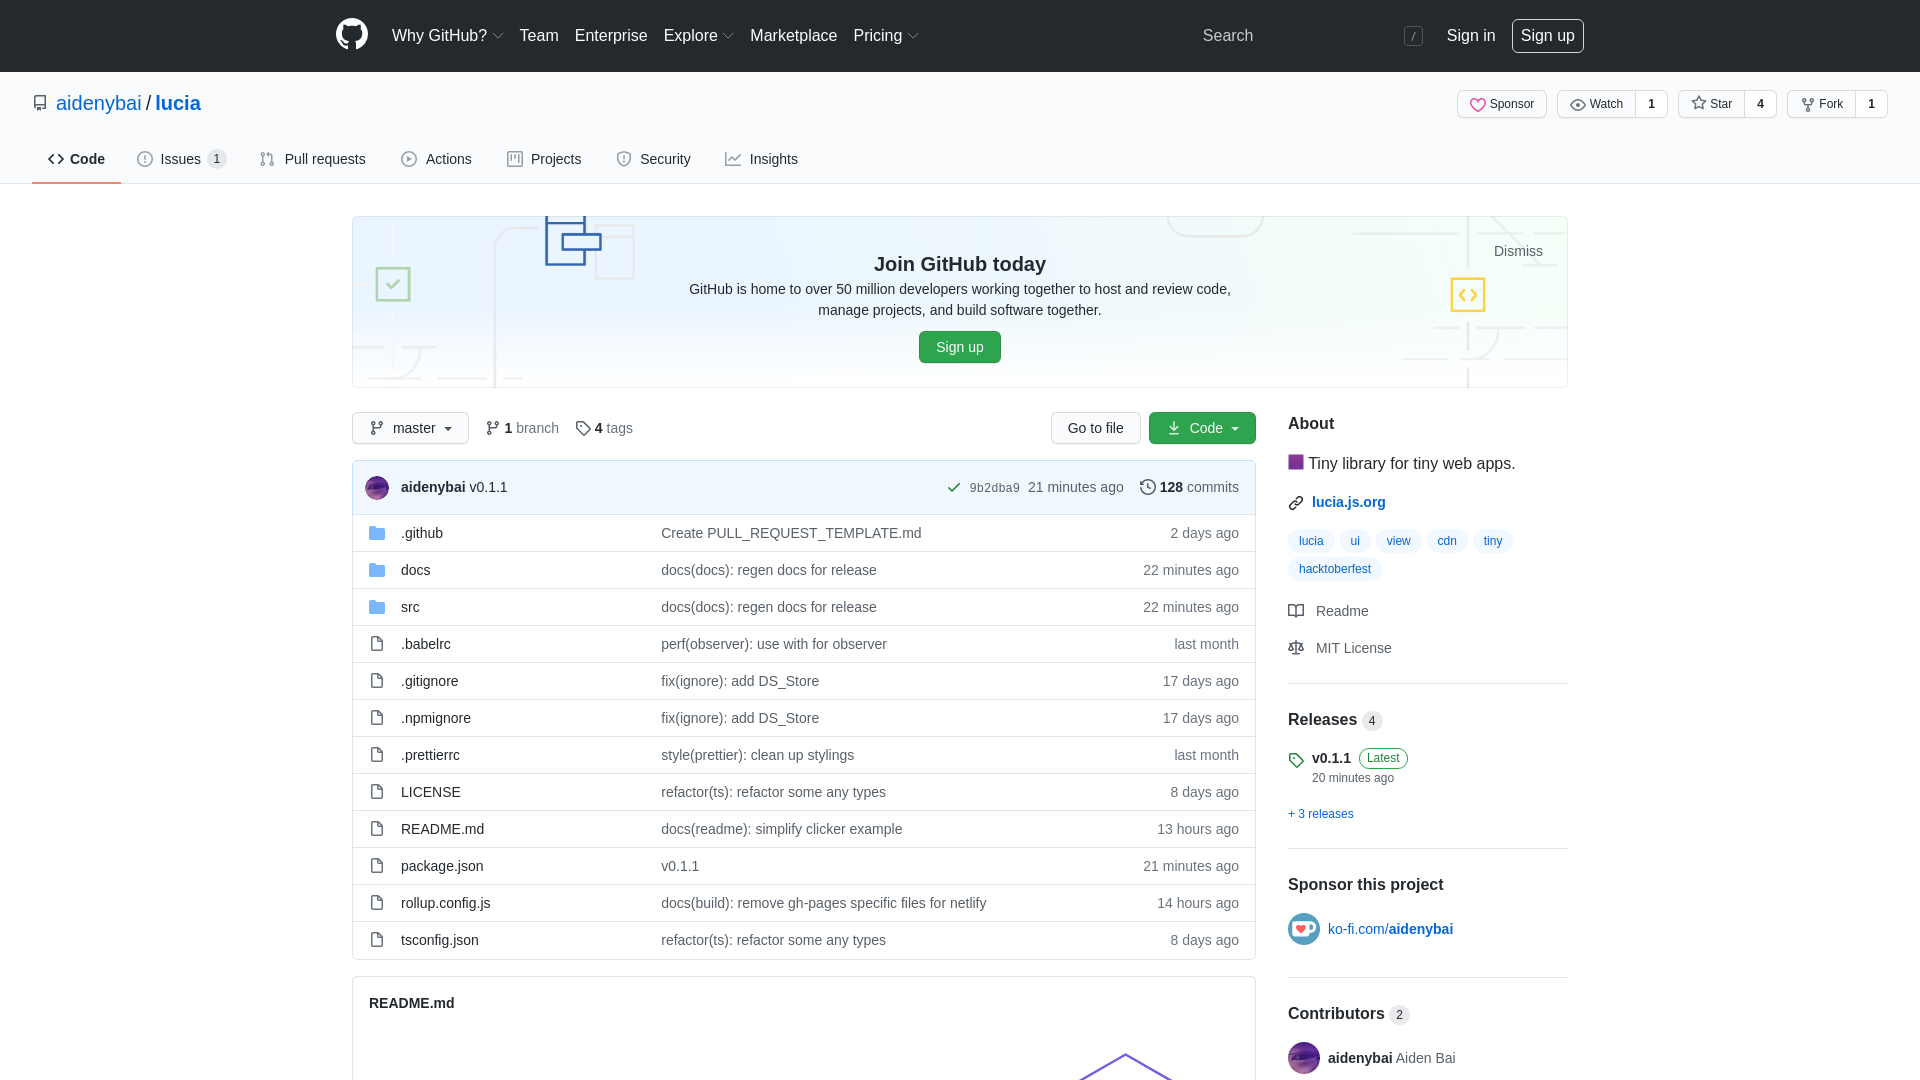 Why GitHub? Team Enterprise Explore Marketplace Pricing Search / Sign in Sign up
aidenybai / lucia Sponsor Watch 1 Star 4 Fork 1
Code Issues 1 Pull requests Actions Projects Security Insights
Dismiss
Join GitHub today
GitHub is home to over 50 million developers working together to host and review code,
manage projects, and build software together.
Sign up
master 1 branch 4 tags Go to file Code
aidenybai v0.1.1 9b2dba9 21 minutes ago 128 commits
.github Create PULL_REQUEST_TEMPLATE.md 2 days ago
docs docs(docs): regen docs for release 22 minutes ago
src docs(docs): regen docs for release 22 minutes ago
.babelrc perf(observer): use with for observer last month
.gitignore fix(ignore): add DS_Store 17 days ago
.npmignore fix(ignore): add DS_Store 17 days ago
.prettierrc style(prettier): clean up stylings last month
LICENSE refactor(ts): refactor some any types 8 days ago
README.md docs(readme): simplify clicker example 13 hours ago
package.json v0.1.1 21 minutes ago
rollup.config.js docs(build): remove gh-pages specific files for netlify 14 hours ago
tsconfig.json refactor(ts): refactor some any types 8 days ago
README.md
About
Tiny library for tiny web apps.
lucia.js.org
lucia ui view cdn tiny
hacktoberfest
Readme
MIT License
Releases 4
v0.1.1 Latest
20 minutes ago
+ 3 releases
Sponsor this project
ko-fi.com/aidenybai
Contributors 2
aidenybai Aiden Bai